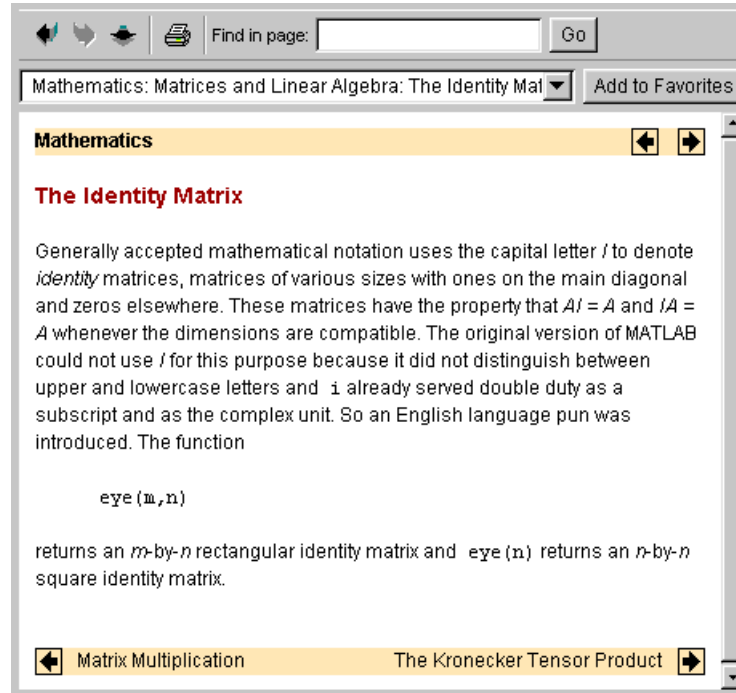 Find in page: Go
Mathematics: Matrices and Linear Algebra: The Identity Mat Add to Favorites
Mathematics
The Identity Matrix
Generally accepted mathematical notation uses the capital letter I to denote
identity matrices, matrices of various sizes with ones on the main diagonal
and zeros elsewhere. These matrices have the property that AI = A and IA =
A whenever the dimensions are compatible. The original version of MATLAB
could not use I for this purpose because it did not distinguish between
upper and lowercase letters and i already served double duty as a
subscript and as the complex unit. So an English language pun was
introduced. The function
eye(m,n)
returns an m-by-n rectangular identity matrix and eye(n) returns an n-by-n
square identity matrix.
Matrix Multiplication The Kronecker Tensor Product